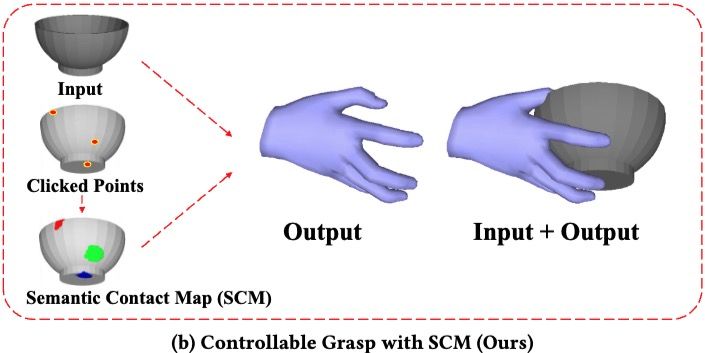 Input
Clicked Points
Semantic Contact Map (SCM)
Output
Input + Output
(b) Controllable Grasp with SCM (Ours)